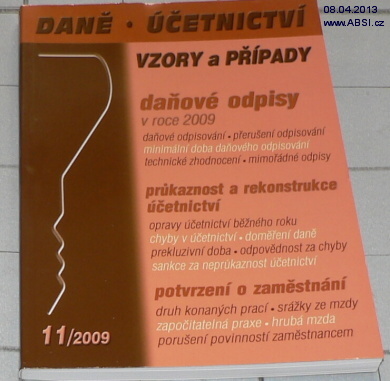 08.04.2013
www.ABSI.cz
DANĚ • ÚČETNICTVÍ
VZORY a PŘÍPADY
daňové odpisy
v roce 2009
daňové odpisování • přerušení odpisování
minimální doba daňového odpisování
technické zhodnocení • mimořádné odpisy
průkaznost a rekonstrukce
účetnictví
opravy účetnictví běžného roku
chyby v účetnictví • doměření daně
prekluzivní doba • odpovědnost za chyby
sankce za neprůkaznost účetnictví
potvrzení o zaměstnání
druh konaných prací • srážky ze mzdy
započitatelná praxe • hrubá mzda
porušení povinností zaměstnancem
11/2009